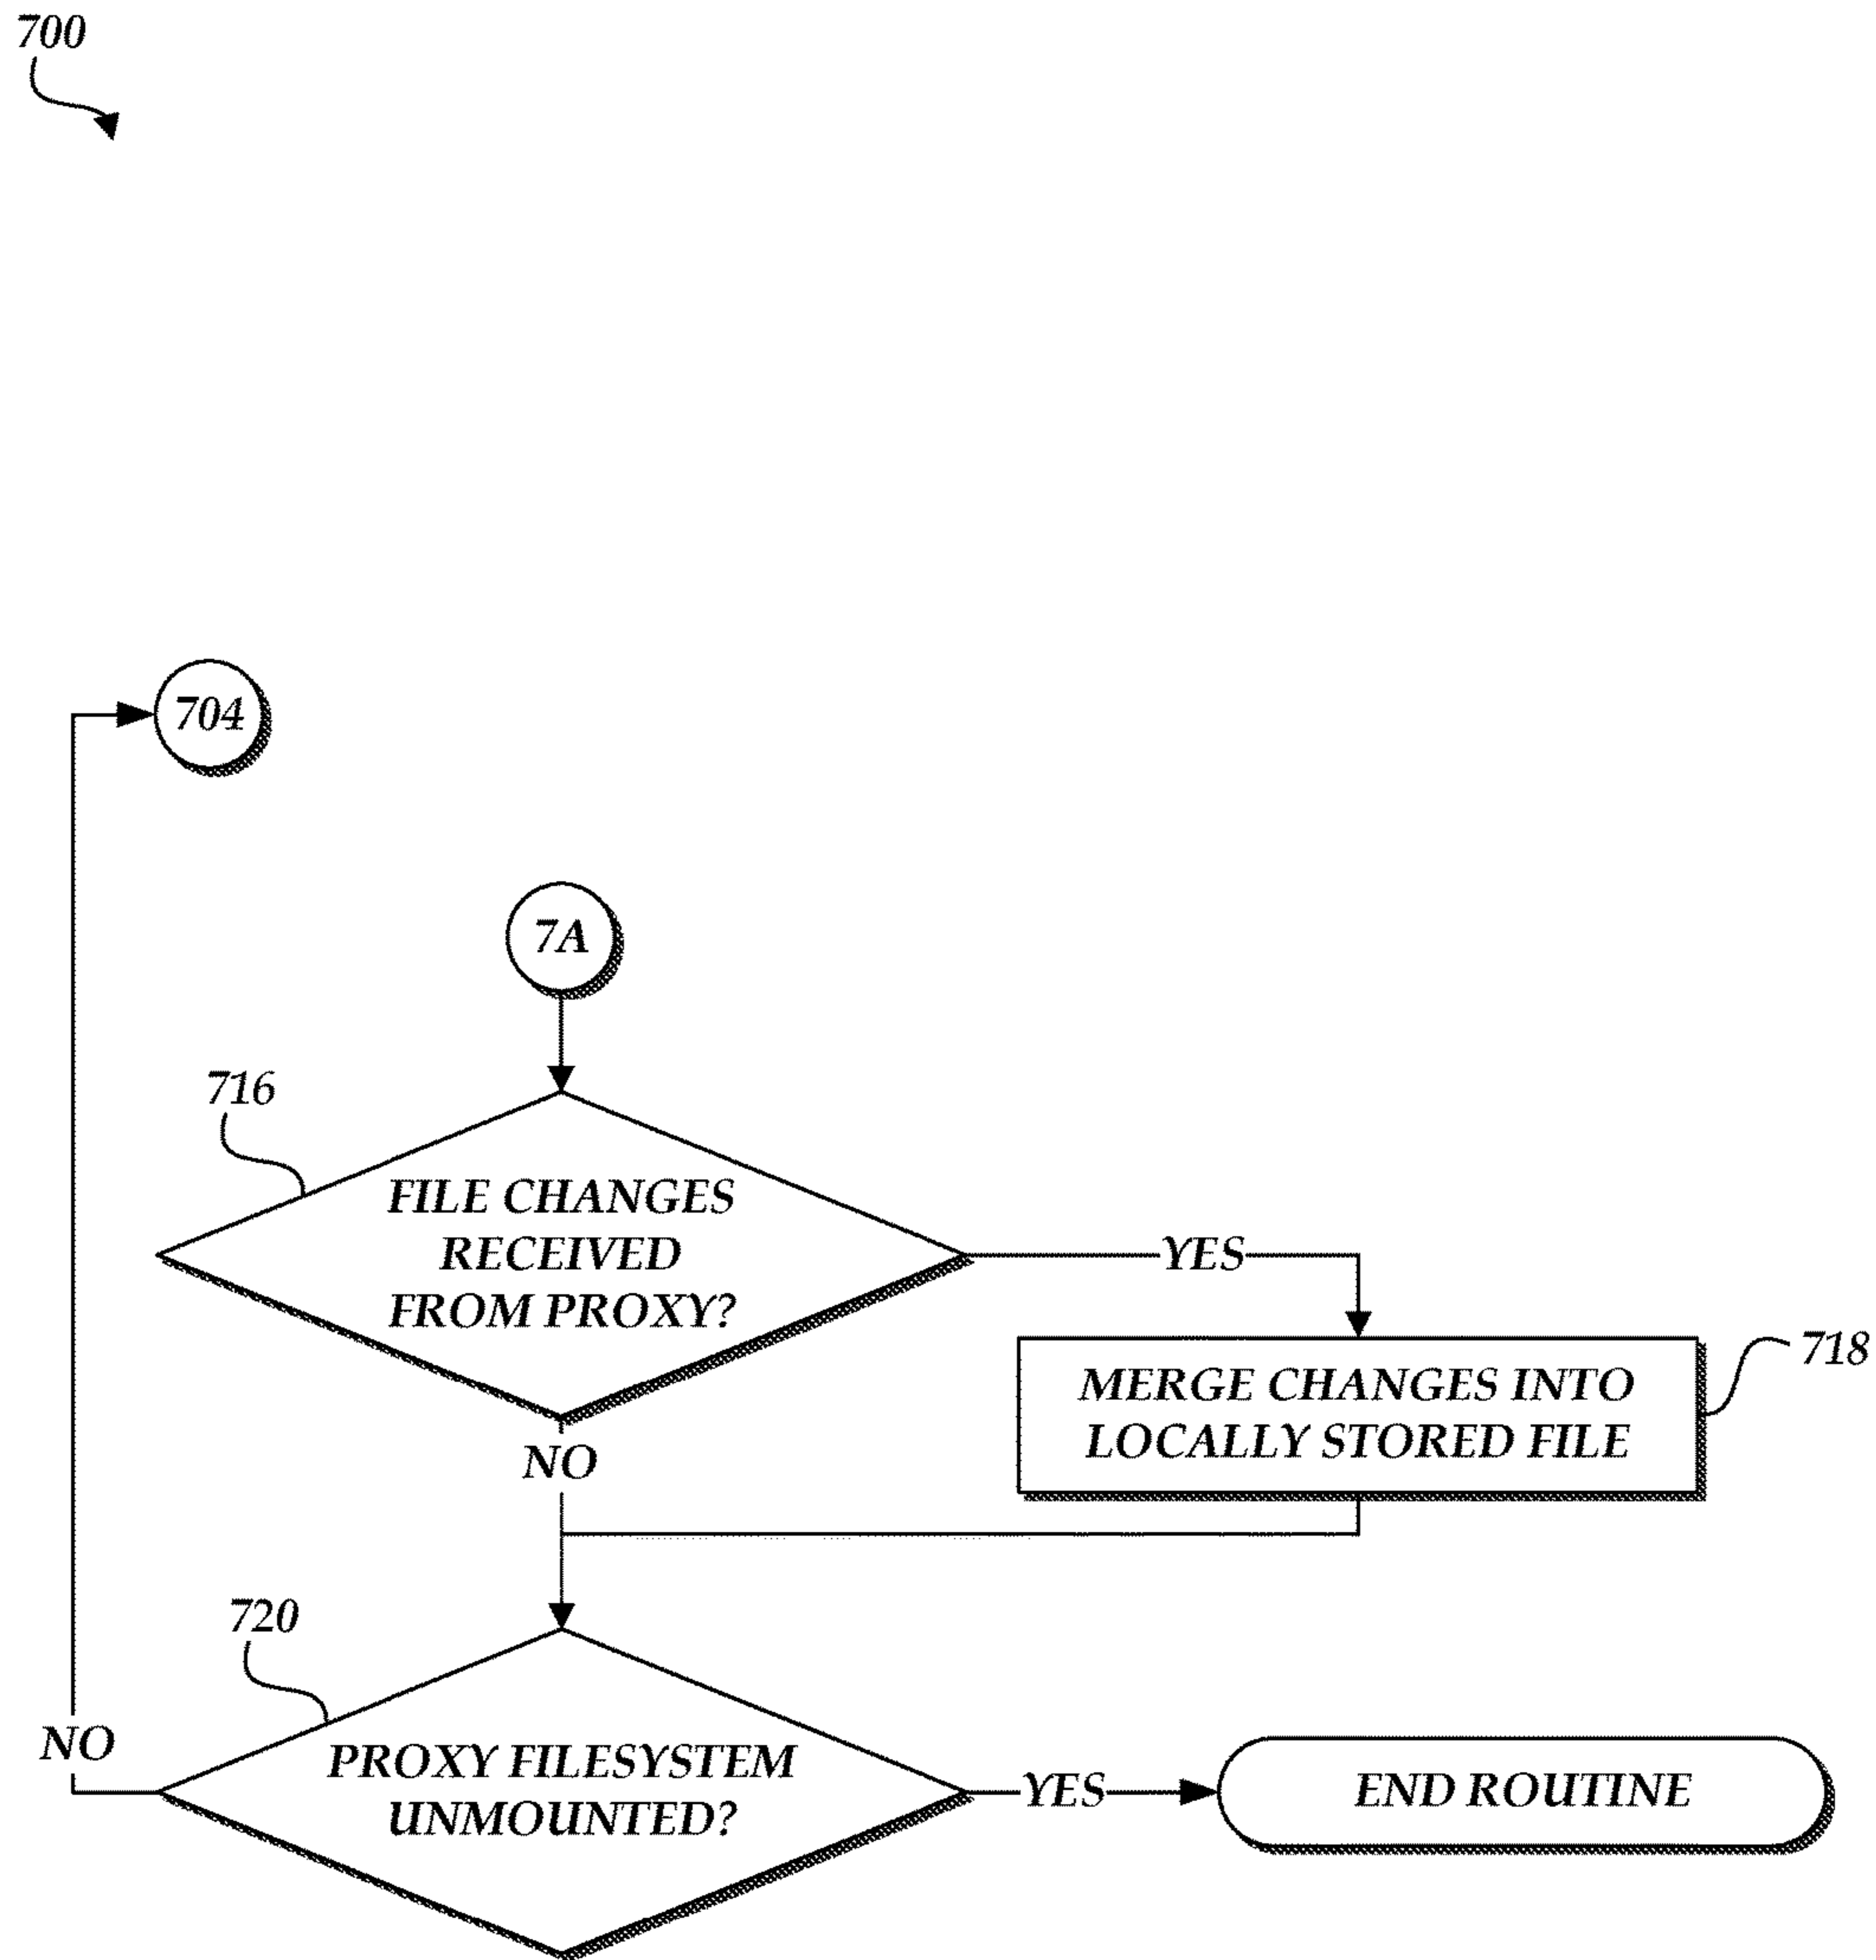 700
704
7A
716
FILE CHANGES
RECEIVED
FROM PROXY?
YES
718
MERGE CHANGES INTO
LOCALLY STORED FILE
NO
720
NO
PROXY FILESYSTEM
UNMOUNTED?
YES
END ROUTINE